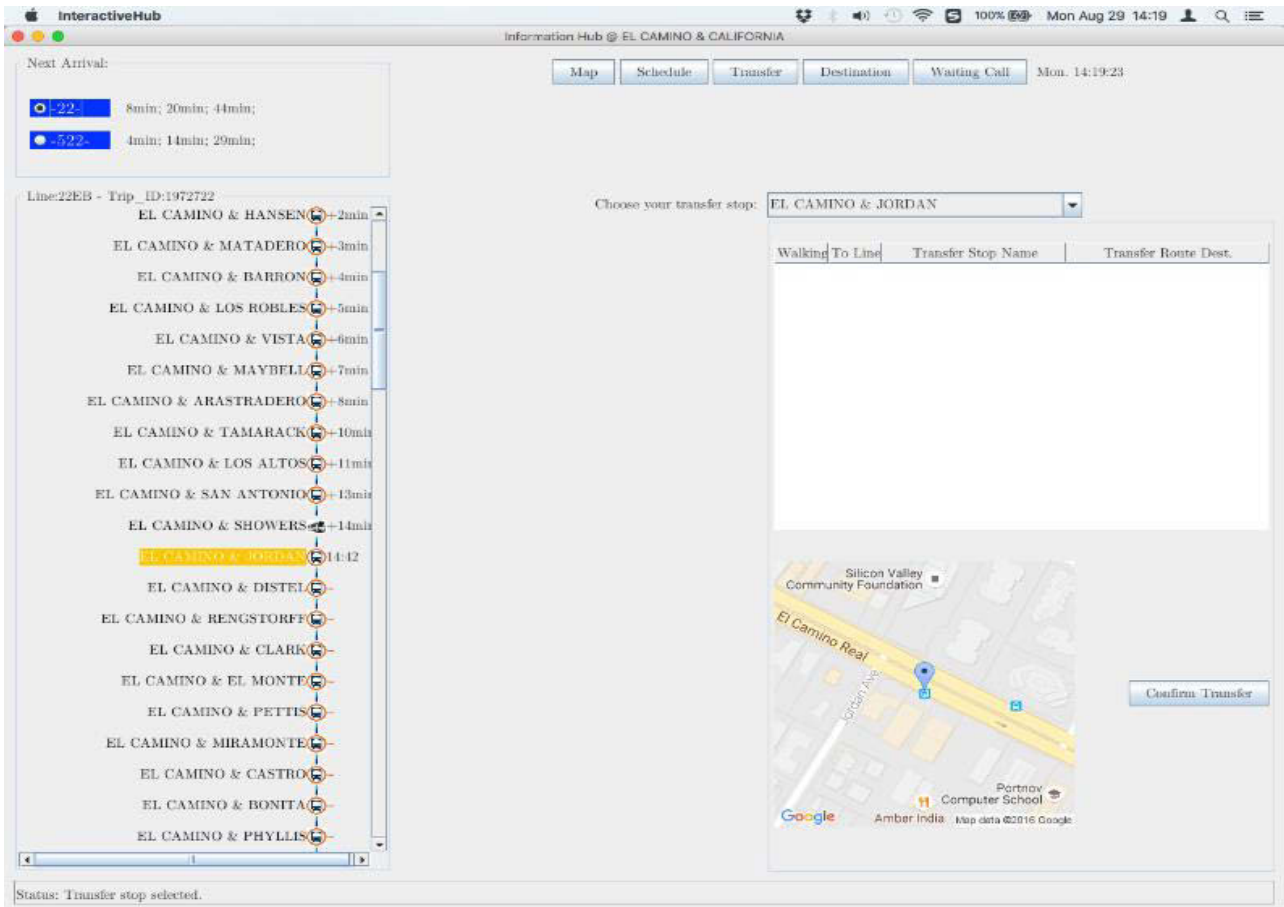 InteractiveHub
100% Mon Aug 29 14:19
Information Hub @ EL CAMINO & CALIFORNIA
Next Arrival:
Map Schedule Transfer Destination Waiting Call Mon. 14:19:23
-22- 8min; 20min; 44min;
-522- 4min; 14min; 29min;
Line:22EB - Trip_ID:1972722
EL CAMINO & HANSEN +2min
EL CAMINO & MATADERO +3min
EL CAMINO & BARRON +4min
EL CAMINO & LOS ROBLES +5min
EL CAMINO & VISTA +6min
EL CAMINO & MAYBELL +7min
EL CAMINO & ARASTRADERO +8min
EL CAMINO & TAMARACK +10min
EL CAMINO & LOS ALTOS +11min
EL CAMINO & SAN ANTONIO +13min
EL CAMINO & SHOWERS +14min
EL CAMINO & JORDAN 14:42
EL CAMINO & DISTEL -
EL CAMINO & RENGSTORFF -
EL CAMINO & CLARK -
EL CAMINO & EL MONTE -
EL CAMINO & PETTIS -
EL CAMINO & MIRAMONTE -
EL CAMINO & CASTRO -
EL CAMINO & BONITA -
EL CAMINO & PHYLLIS -
Choose your transfer stop: EL CAMINO & JORDAN
Walking To Line Transfer Stop Name Transfer Route Dest.
Silicon Valley
Community Foundation
El Camino Real
Jordan Ave
Portnov
Computer School
Amber India
Google
Map data ©2016 Google
Confirm Transfer
Status: Transfer stop selected.